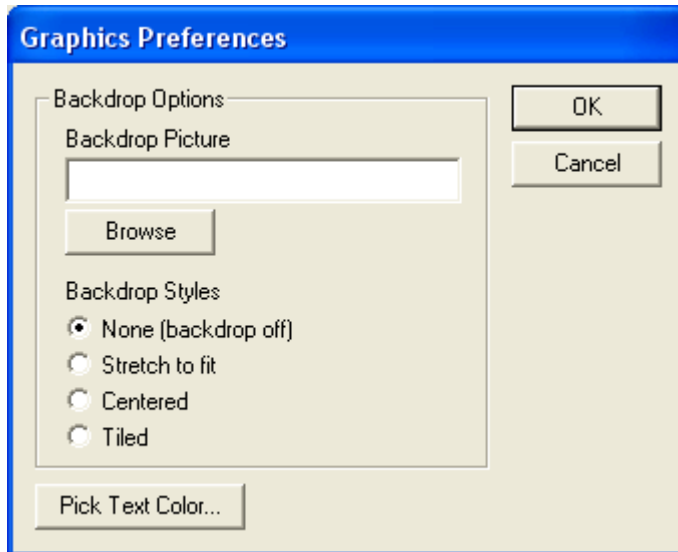 Graphics Preferences
Backdrop Options
Backdrop Picture
Browse
Backdrop Styles
None (backdrop off)
Stretch to fit
Centered
Tiled
Pick Text Color...
OK
Cancel